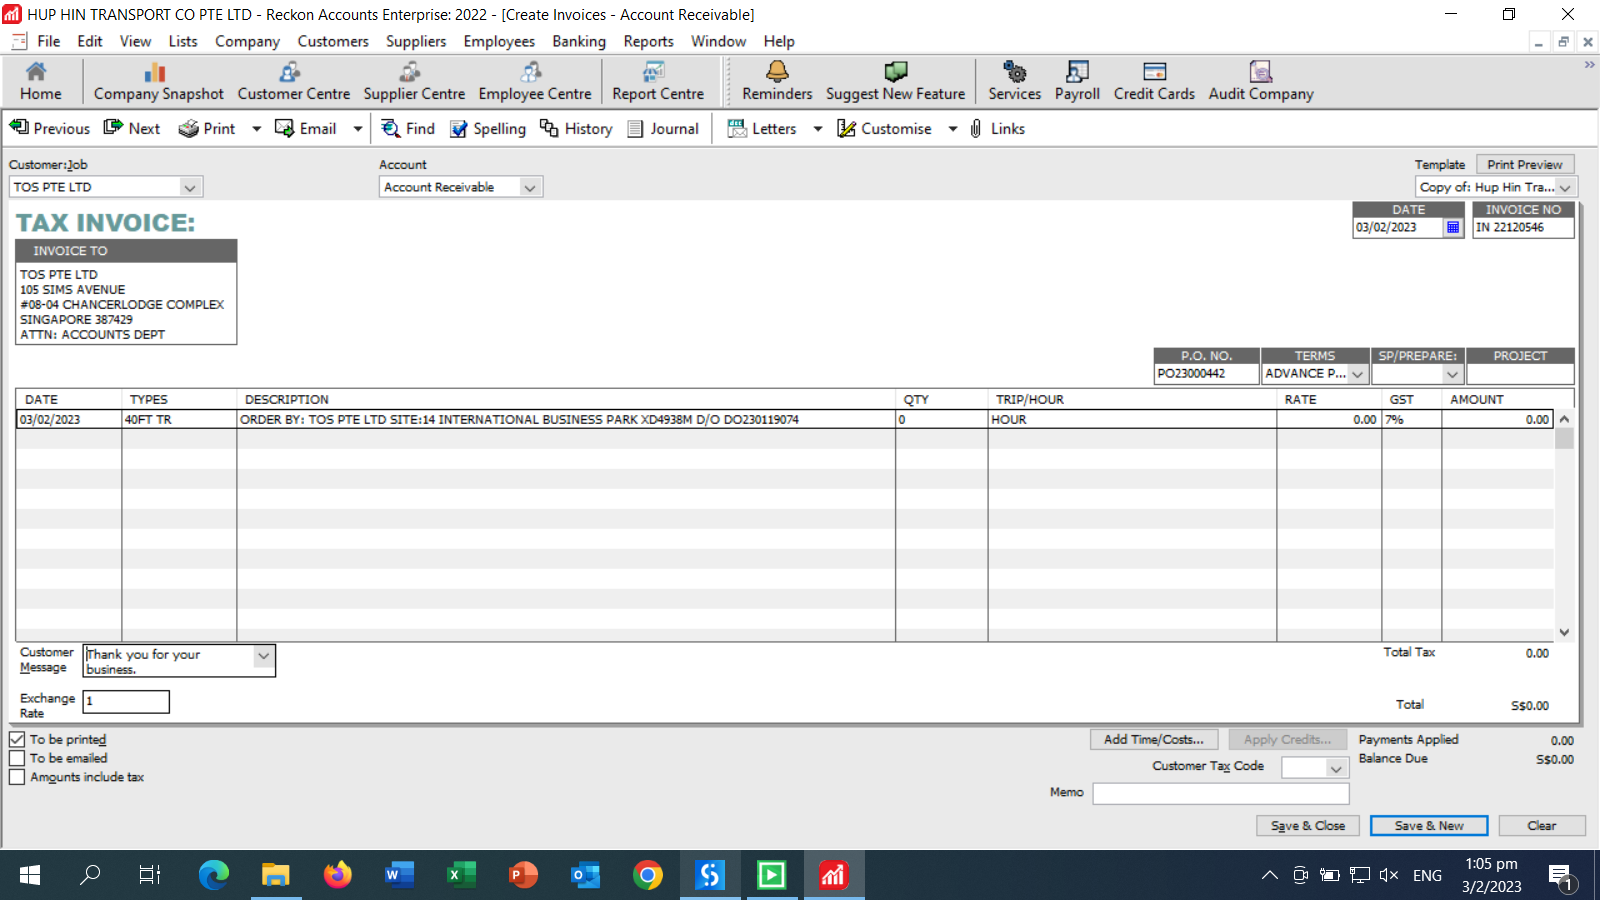 HUP HIN TRANSPORT CO PTE LTD - Reckon Accounts Enterprise: 2022 - [Create Invoices - Account Receivable]
File Edit View Lists Company Customers Suppliers Employees Banking Reports Window Help
Home Company Snapshot Customer Centre Supplier Centre Employee Centre Report Centre Reminders Suggest New Feature Services Payroll Credit Cards Audit Company
Previous Next Print Email Find Spelling History Journal Letters Customise Links
Customer:Job Account Template Print Preview
TOS PTE LTD Account Receivable Copy of: Hup Hin Tra...
TAX INVOICE:
DATE INVOICE NO
03/02/2023 IN 22120546
INVOICE TO
TOS PTE LTD
105 SIMS AVENUE
#08-04 CHANCERLODGE COMPLEX
SINGAPORE 387429
ATTN: ACCOUNTS DEPT
P.O. NO. TERMS SP/PREPARE: PROJECT
PO23000442 ADVANCE P...
DATE TYPES DESCRIPTION QTY TRIP/HOUR RATE GST AMOUNT
03/02/2023 40FT TR ORDER BY: TOS PTE LTD SITE:14 INTERNATIONAL BUSINESS PARK XD4938M D/O DO230119074 0 HOUR 0.00 7% 0.00
Customer Message Thank you for your business.
Total Tax 0.00
Exchange Rate 1
Total S$0.00
To be printed
To be emailed
Amounts include tax
Add Time/Costs... Apply Credits... Payments Applied 0.00
Customer Tax Code Balance Due S$0.00
Memo
Save & Close Save & New Clear
1:05 pm
ENG
3/2/2023
1